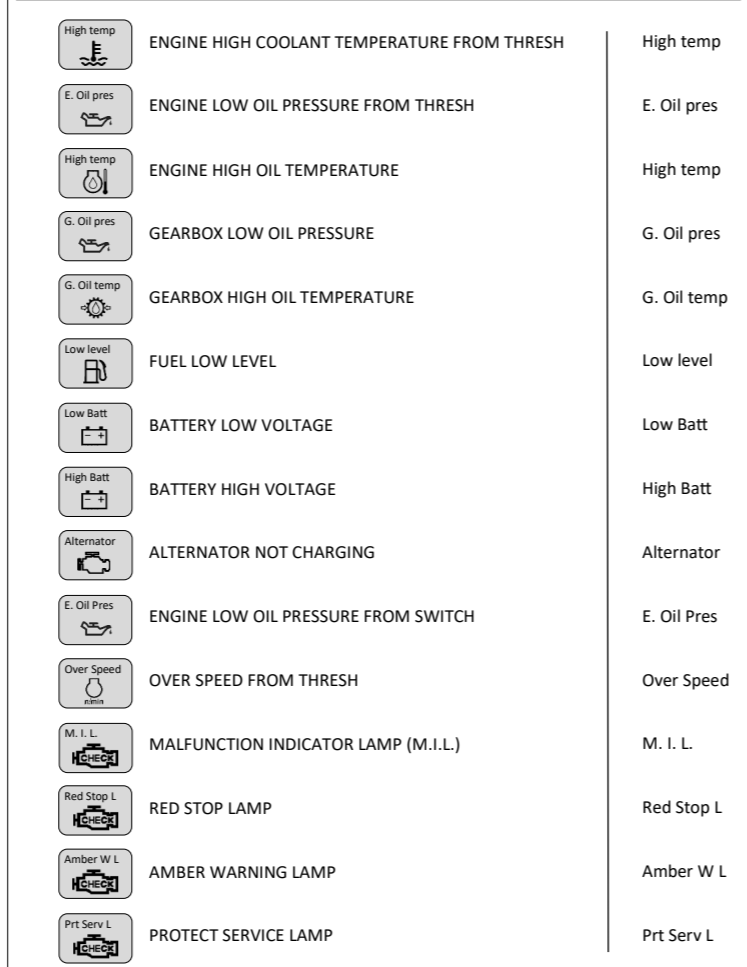 High temp
ENGINE HIGH COOLANT TEMPERATURE FROM THRESH
High temp
E. Oil pres
ENGINE LOW OIL PRESSURE FROM THRESH
E. Oil pres
High temp
ENGINE HIGH OIL TEMPERATURE
High temp
G. Oil pres
GEARBOX LOW OIL PRESSURE
G. Oil pres
G. Oil temp
GEARBOX HIGH OIL TEMPERATURE
G. Oil temp
Low level
FUEL LOW LEVEL
Low level
Low Batt
- +
BATTERY LOW VOLTAGE
Low Batt
High Batt
- +
BATTERY HIGH VOLTAGE
High Batt
Alternator
ALTERNATOR NOT CHARGING
Alternator
E. Oil Pres
ENGINE LOW OIL PRESSURE FROM SWITCH
E. Oil Pres
Over Speed
n/min
OVER SPEED FROM THRESH
Over Speed
M. I. L.
CHECK
MALFUNCTION INDICATOR LAMP (M.I.L.)
M. I. L.
Red Stop L
CHECK
RED STOP LAMP
Red Stop L
Amber W L
CHECK
AMBER WARNING LAMP
Amber W L
Prt Serv L
CHECK
PROTECT SERVICE LAMP
Prt Serv L